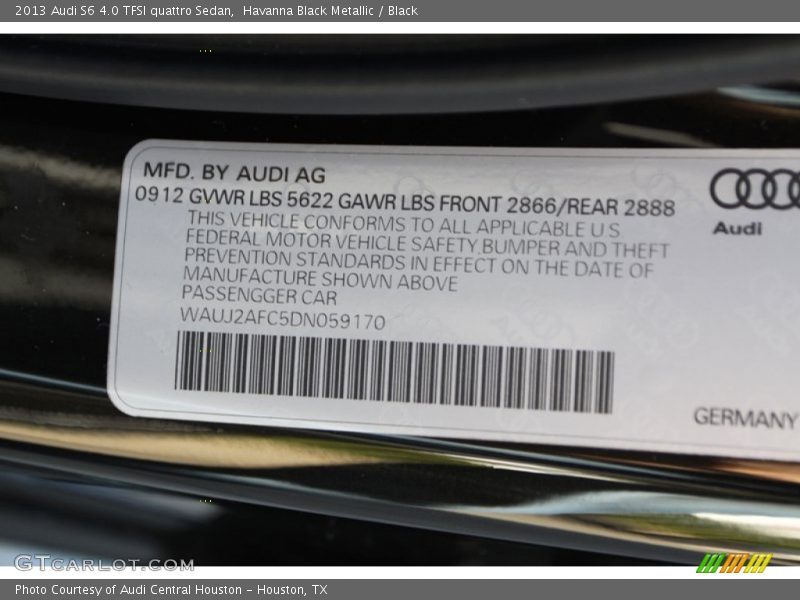 2013 Audi S6 4.0 TFSI quattro Sedan,  Havanna Black Metallic / Black
MFD. BY AUDI AG
0912 GVWR LBS 5622 GAWR LBS FRONT 2866/REAR 2888
THIS VEHICLE CONFORMS TO ALL APPLICABLE U S
FEDERAL MOTOR VEHICLE SAFETY,BUMPER AND THEFT
PREVENTION STANDARDS IN EFFECT ON THE DATE OF
MANUFACTURE SHOWN ABOVE
PASSENGGER CAR
WAUJ2AFC5DN059170
Audi
GERMANY
GTCARLOT.COM
Photo Courtesy of Audi Central Houston - Houston, TX